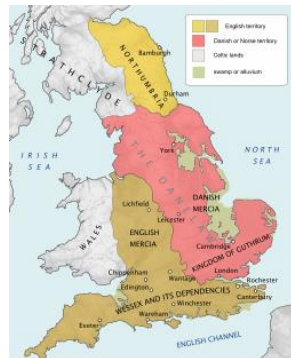 English territory
Danish or Norse territory
Celtic lands
swamp or alluvium
STRATHCLYDE
Bamburgh
NORTHUMBRIA
Durham
IRISH
SEA
NORTH
SEA
York
THE DANELAW
DANISH
MERCIA
Lichfield
Leicester
ENGLISH
MERCIA
WALES
Cambridge
KINGDOM OF GUTHRUM
Chippenham
Wantage
London
Rochester
Edington
Canterbury
WESSEX AND ITS DEPENDENCIES
Winchester
Exeter
Wareham
ENGLISH CHANNEL